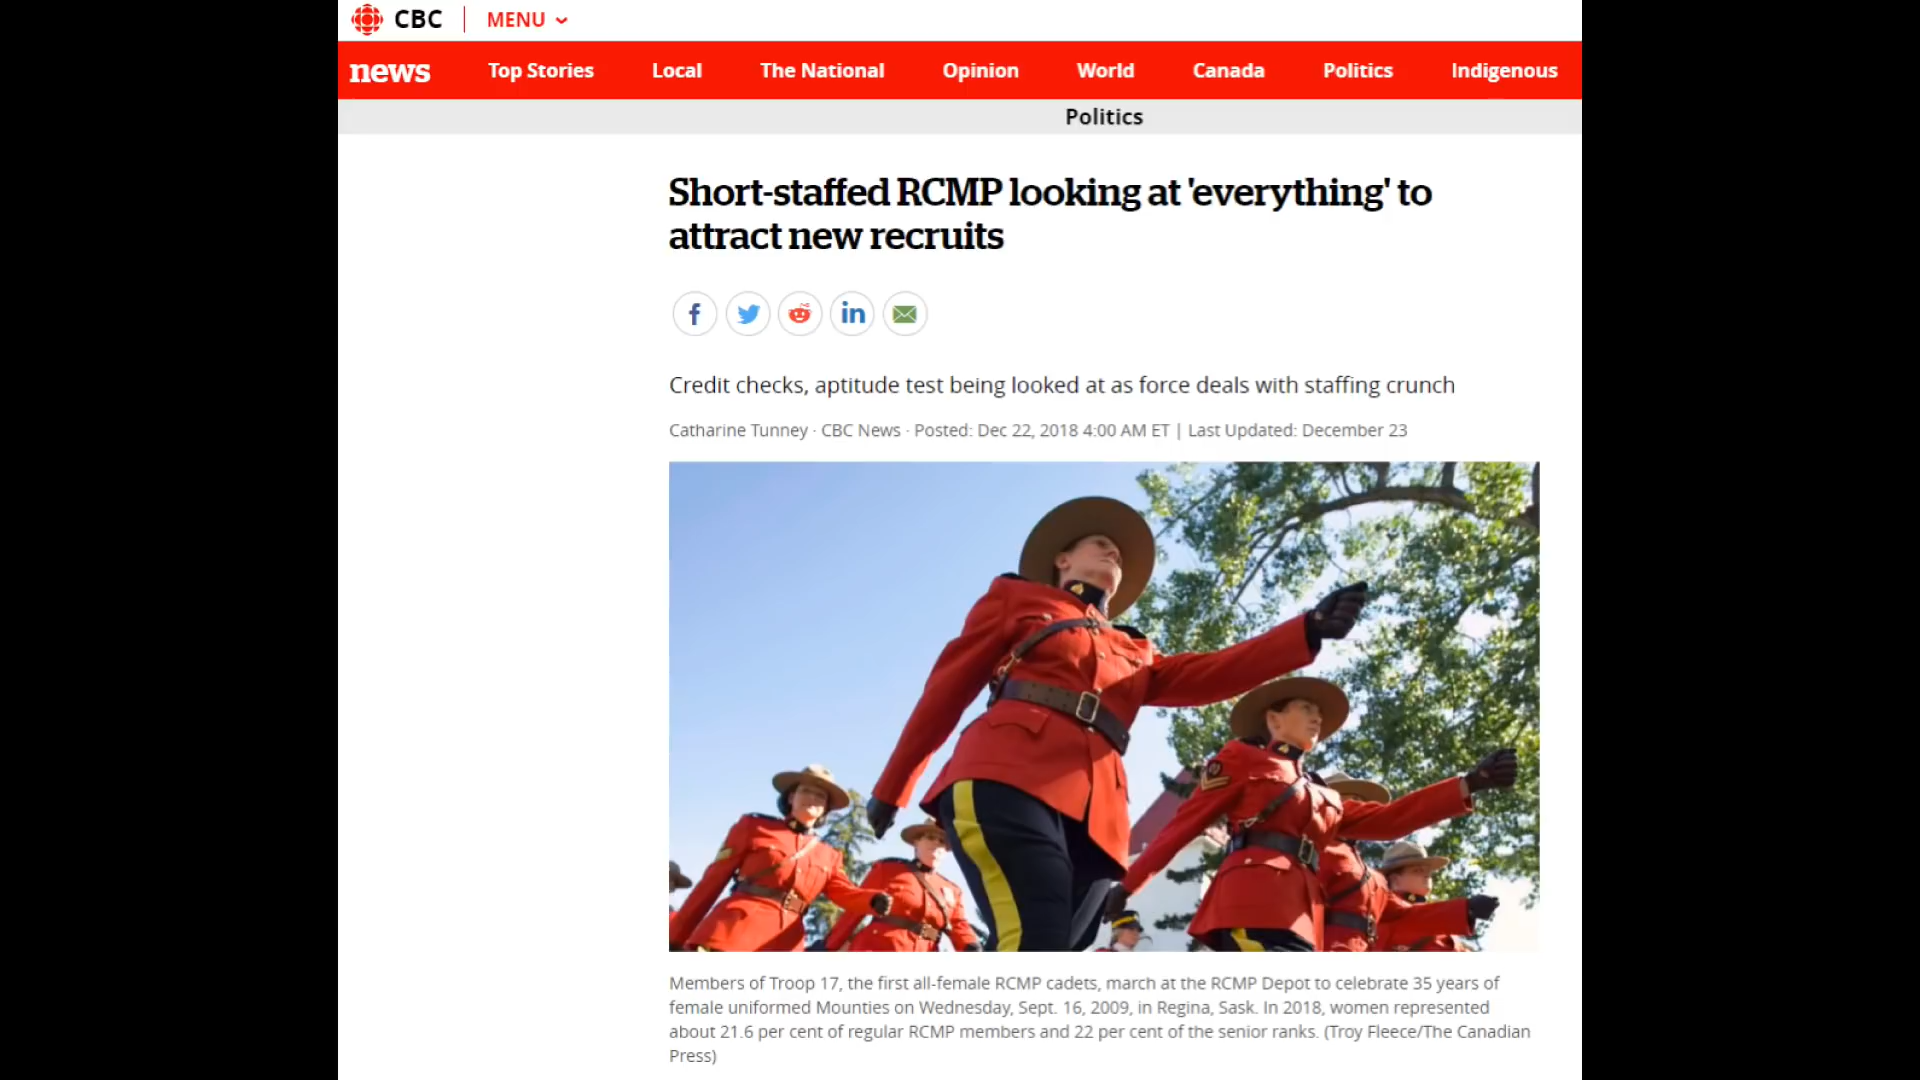 CBC MENU
news Top Stories Local The National Opinion World Canada Politics Indigenous
Politics
Short-staffed RCMP looking at 'everything' to
attract new recruits
Credit checks, aptitude test being looked at as force deals with staffing crunch
Catharine Tunney · CBC News · Posted: Dec 22, 2018 4:00 AM ET | Last Updated: December 23
Members of Troop 17, the first all-female RCMP cadets, march at the RCMP Depot to celebrate 35 years of
female uniformed Mounties on Wednesday, Sept. 16, 2009, in Regina, Sask. In 2018, women represented
about 21.6 per cent of regular RCMP members and 22 per cent of the senior ranks. (Troy Fleece/The Canadian
Press)